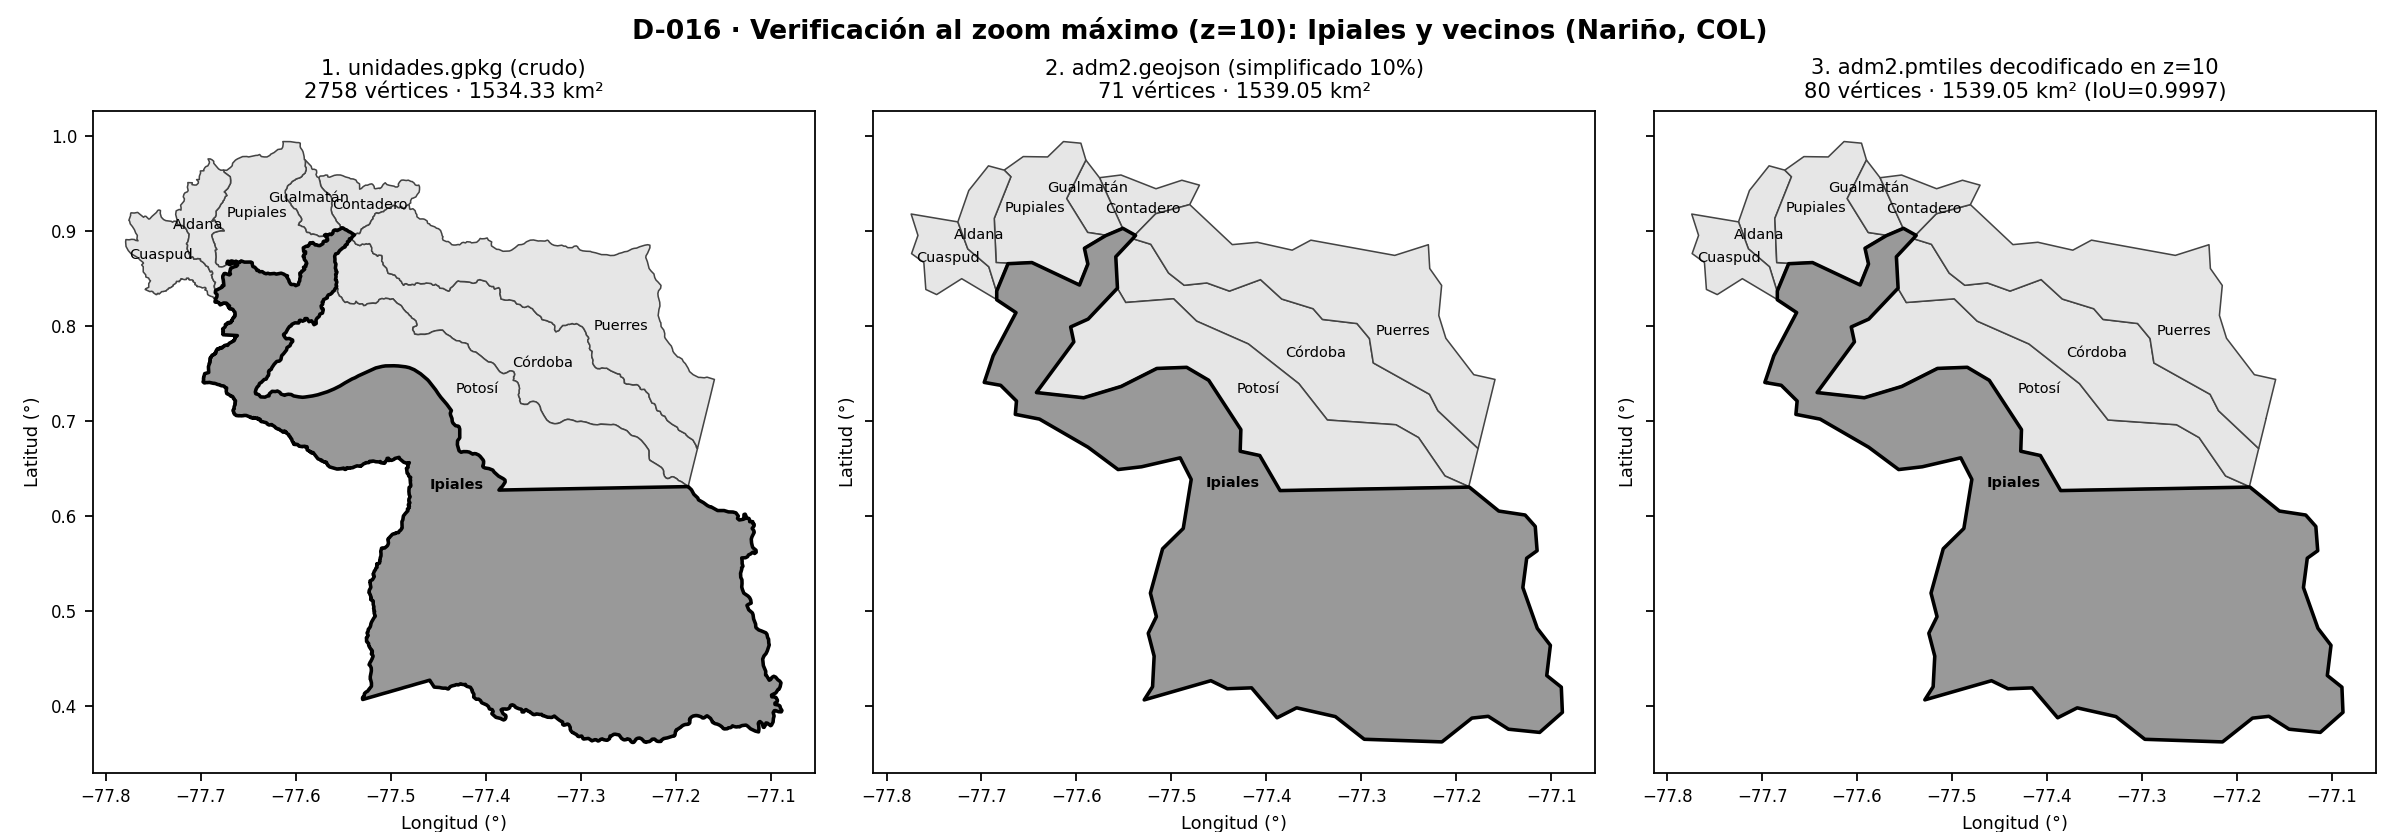 D-016 · Verificación al zoom máximo (z=10): Ipiales y vecinos (Nariño, COL)
1. unidades.gpkg (crudo)
2758 vértices · 1534.33 km²
Latitud (°)
1.0
0.9
0.8
0.7
0.6
0.5
0.4
Gualmatán
Contadero
Pupiales
Aldana
Cuaspud
Puerres
Córdoba
Potosí
Ipiales
−77.8 −77.7 −77.6 −77.5 −77.4 −77.3 −77.2 −77.1
Longitud (°)
2. adm2.geojson (simplificado 10%)
71 vértices · 1539.05 km²
Latitud (°)
Gualmatán
Pupiales
Contadero
Aldana
Cuaspud
Puerres
Córdoba
Potosí
Ipiales
−77.8 −77.7 −77.6 −77.5 −77.4 −77.3 −77.2 −77.1
Longitud (°)
3. adm2.pmtiles decodificado en z=10
80 vértices · 1539.05 km² (IoU=0.9997)
Latitud (°)
Gualmatán
Pupiales
Contadero
Aldana
Cuaspud
Puerres
Córdoba
Potosí
Ipiales
−77.8 −77.7 −77.6 −77.5 −77.4 −77.3 −77.2 −77.1
Longitud (°)